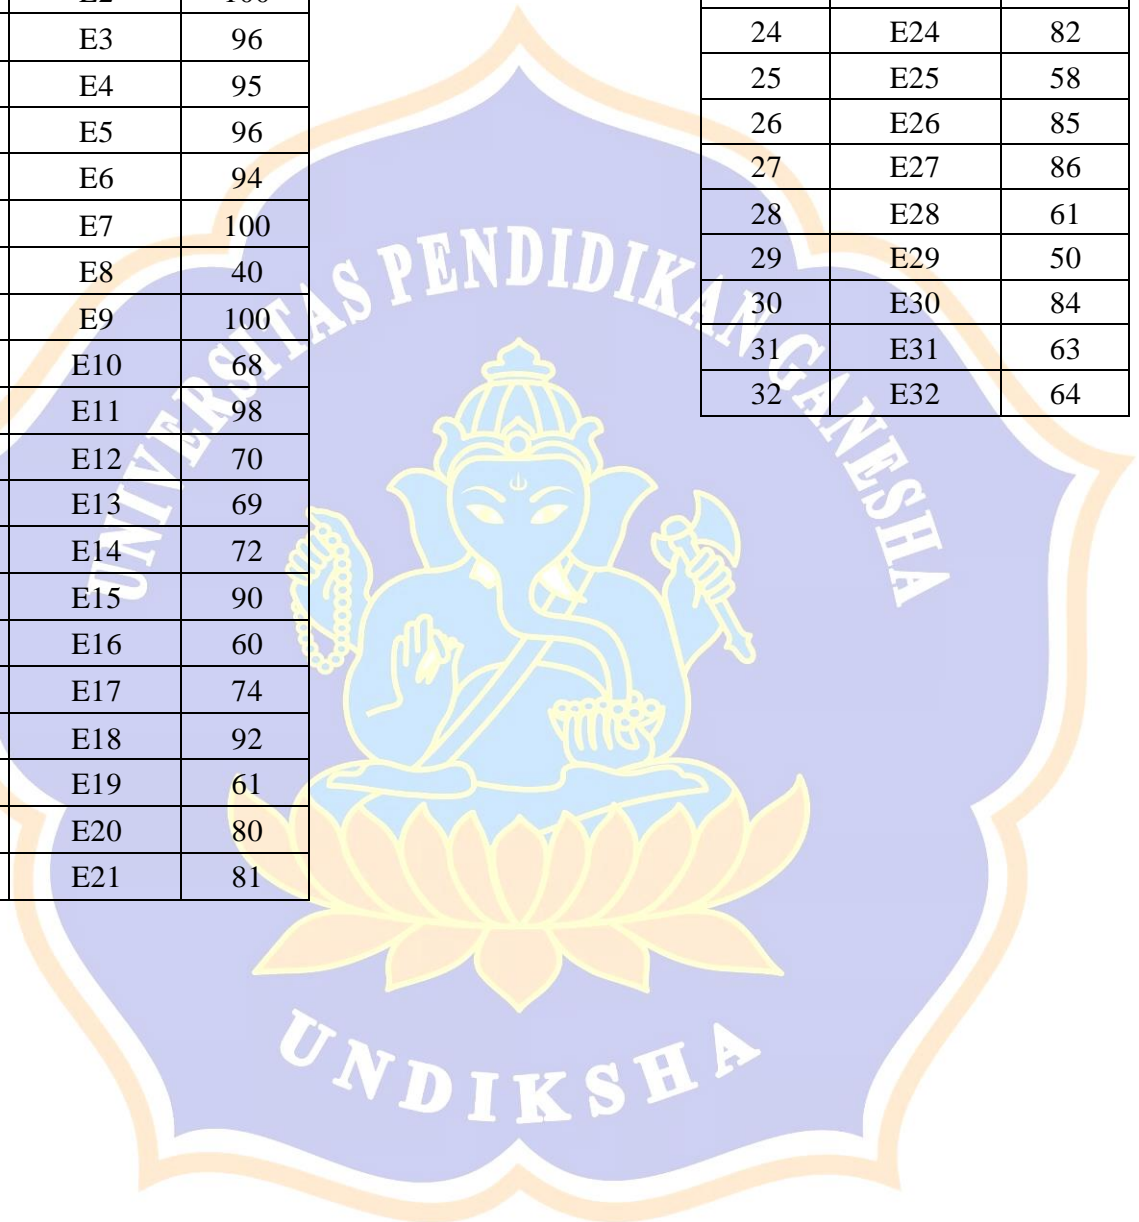 E3 96
E4 95
E5 96
E6 94
E7 100
E8 40
E9 100
E10 68
E11 98
E12 70
E13 69
E14 72
E15 90
E16 60
E17 74
E18 92
E19 61
E20 80
E21 81
24 E24 82
25 E25 58
26 E26 85
27 E27 86
28 E28 61
29 E29 50
30 E30 84
31 E31 63
32 E32 64
UNIVERSITAS PENDIDIKAN GANESHA
UNDIKSHA